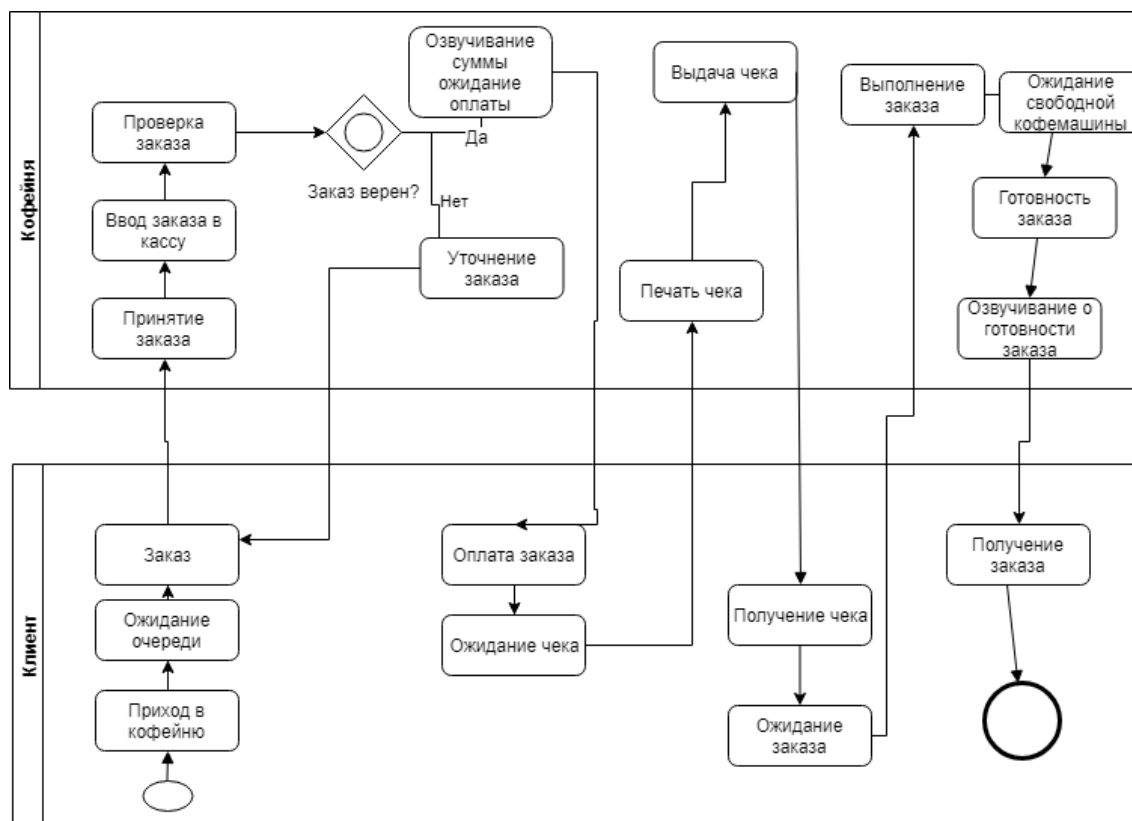 Кофейня
Озвучивание
суммы
ожидание
оплаты
Проверка
заказа
Заказ верен?
Да
Нет
Ввод заказа в
кассу
Уточнение
заказа
Принятие
заказа
Выдача чека
Печать чека
Выполнение
заказа
Ожидание
свободной
кофемашины
Готовность
заказа
Озвучивание о
готовности
заказа
Клиент
Заказ
Ожидание
очереди
Приход в
кофейню
Оплата заказа
Ожидание чека
Получение чека
Ожидание
заказа
Получение
заказа